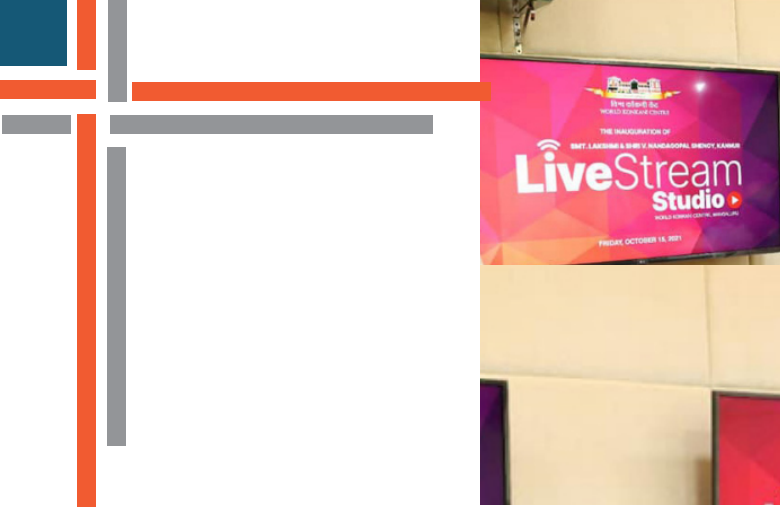 विश्व कोंकणी केंद्र
WORLD KONKANI CENTRE
THE INAUGURATION OF
SMT. LAKSHMI & SHRI V. NANDAGOPAL SHENOY, KANNUR
LiveStream
Studio
WORLD KONKANI CENTRE, MANGALURU
FRIDAY, OCTOBER 15, 2021